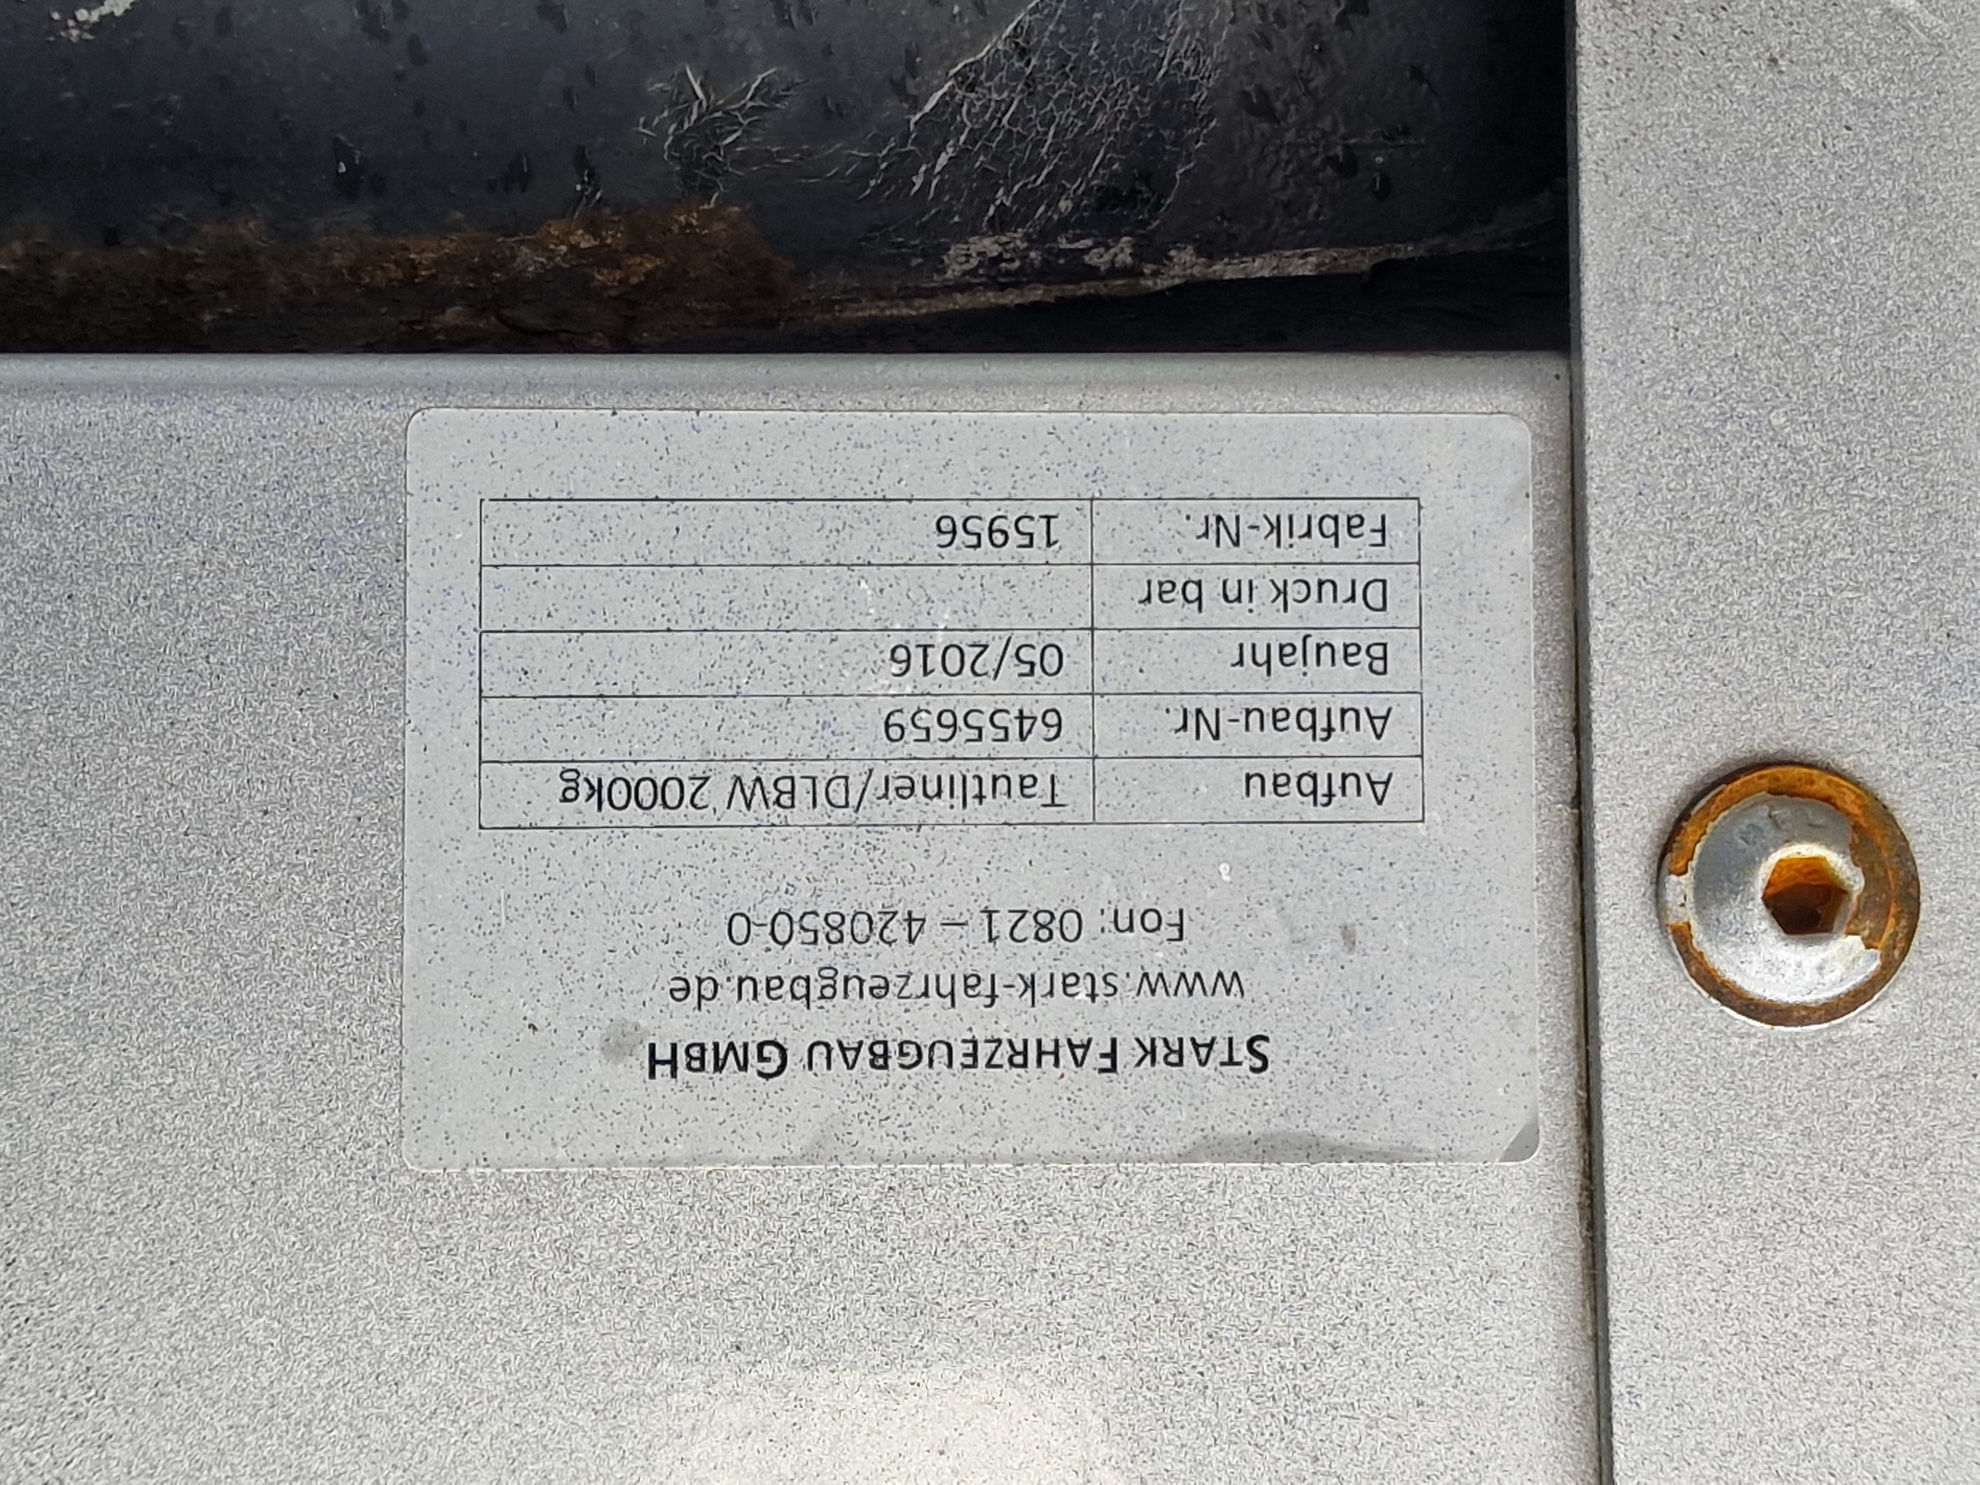 STARK FAHRZEUGBAU GMBH
www.stark-fahrzeugbau.de
Fon: 0821 – 420850-0
Aufbau Tautliner/DLBW 2000kg
Aufbau-Nr. 6455659
Baujahr 05/2016
Druck in bar
Fabrik-Nr. 15956